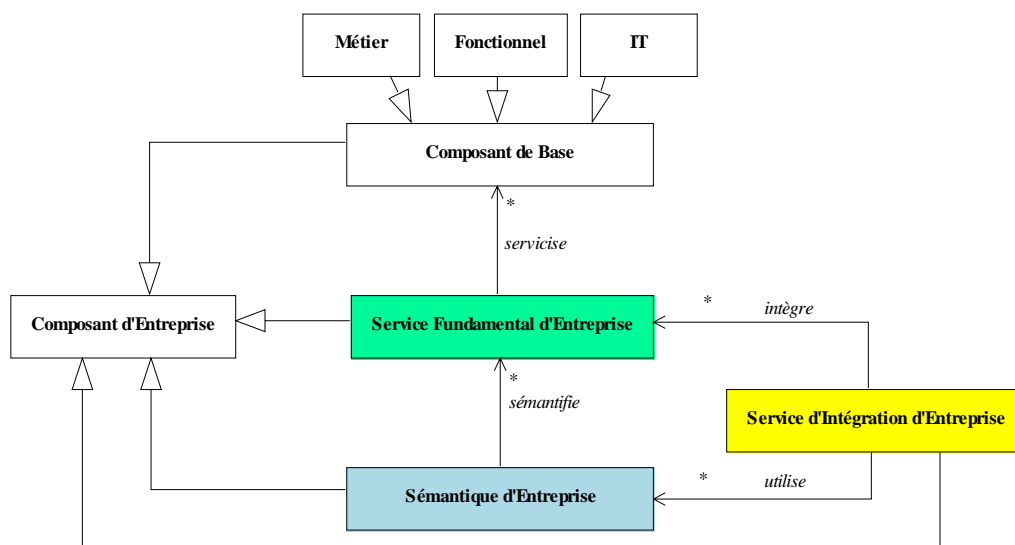 Métier
Fonctionnel
IT
Composant de Base
*
servicise
Composant d'Entreprise
Service Fundamental d'Entreprise
*
intègre
*
sémantifie
Service d'Intégration d'Entreprise
Sémantique d'Entreprise
*
utilise